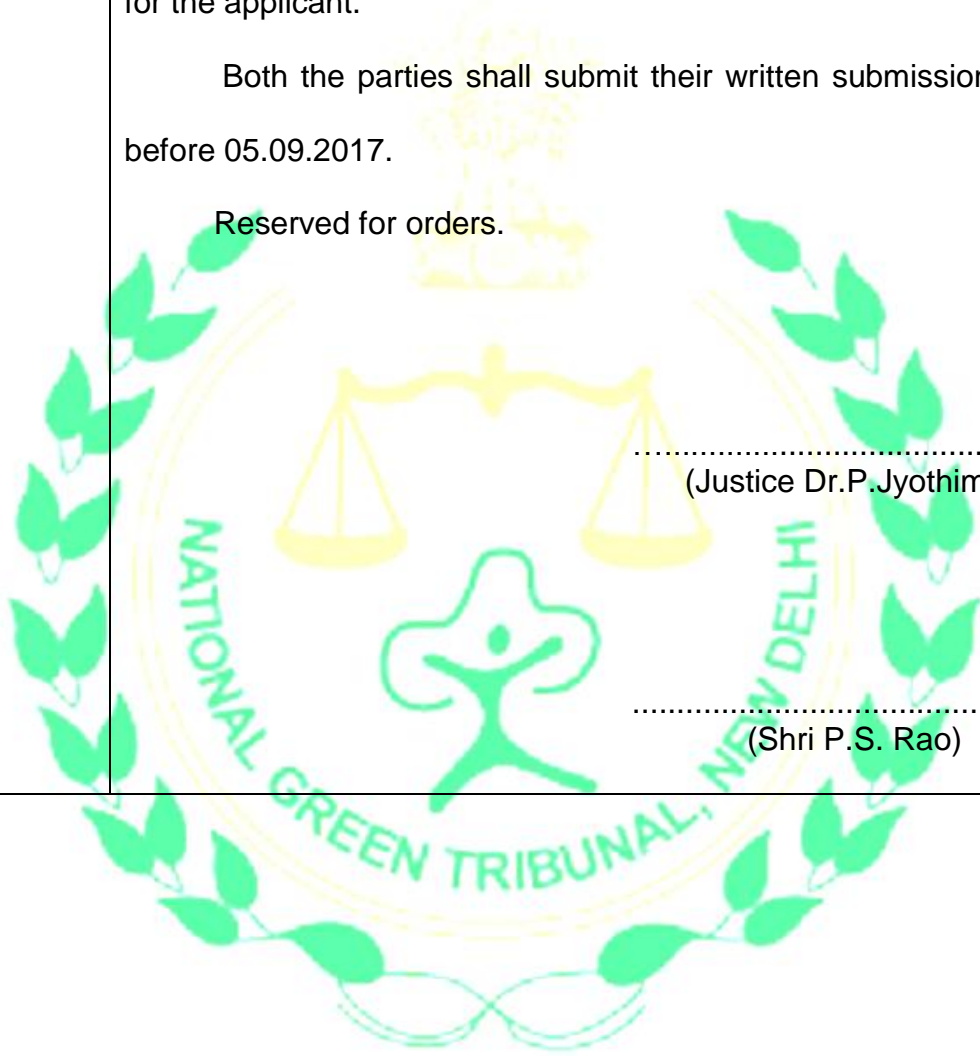 for the applicant.
Both the parties shall submit their written submission
before 05.09.2017.
Reserved for orders.
…...................................
(Justice Dr.P.Jyothim
......................................
(Shri P.S. Rao)
NATIONAL GREEN TRIBUNAL, NEW DELHI